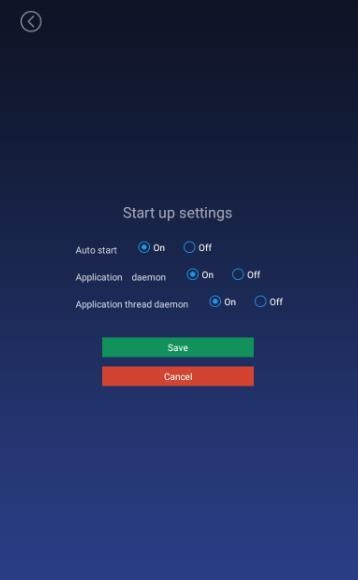 Start up settings
Auto start On Off
Application daemon On Off
Application thread daemon On Off
Save
Cancel